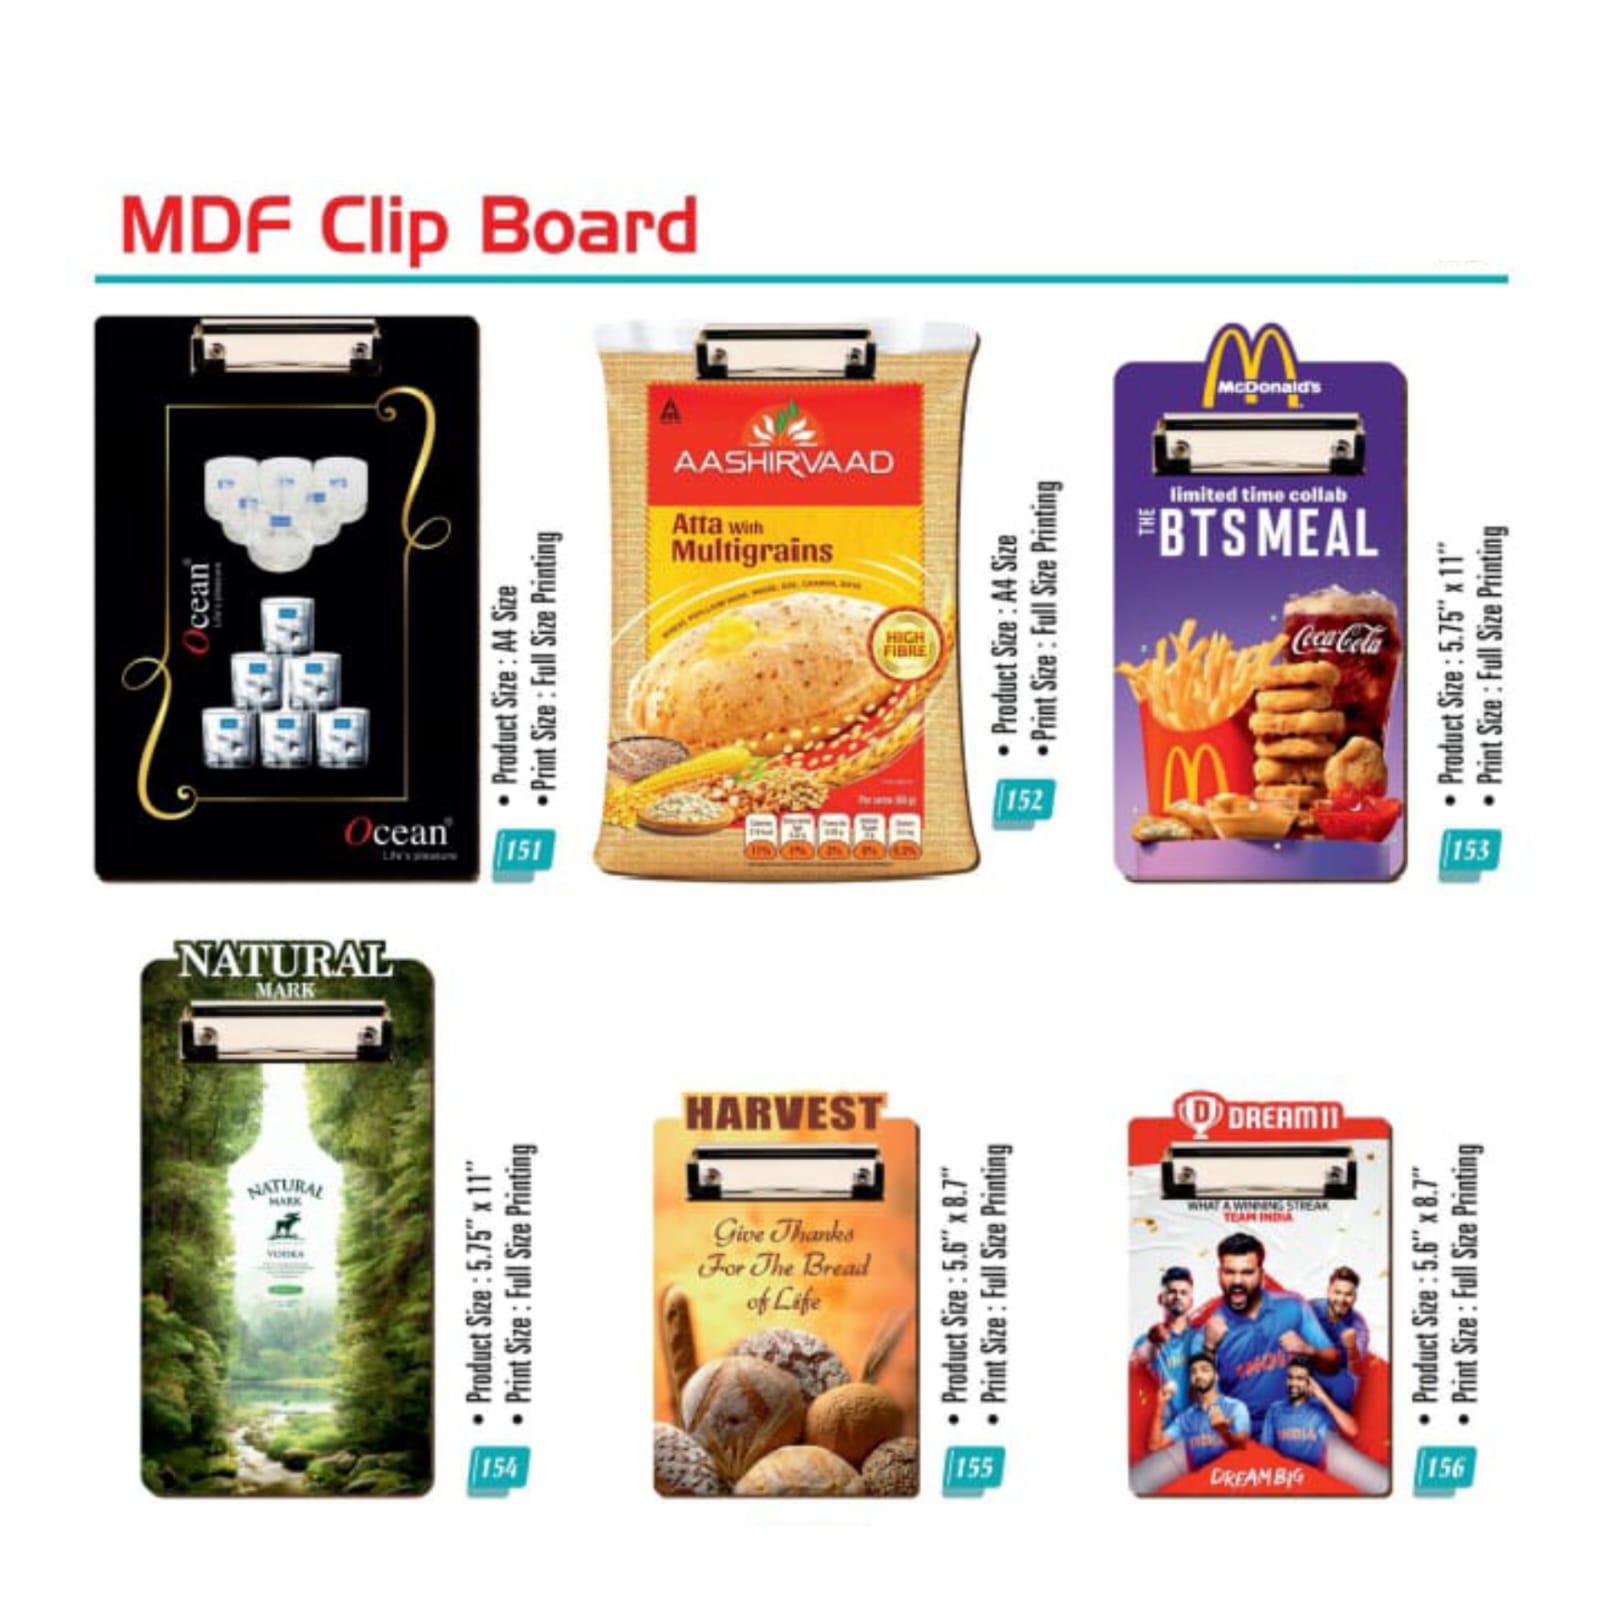 MDF Clip Board
Ocean®
Life's pleasure
Ocean®
Life's pleasure
• Product Size : A4 Size
• Print Size : Full Size Printing
151
AASHIRVAAD
Atta With
Multigrains
HIGH
FIBRE
• Product Size : A4 Size
• Print Size : Full Size Printing
152
McDonald's
limited time collab
THE BTS MEAL
Coca-Cola
• Product Size : 5.75" x 11"
• Print Size : Full Size Printing
153
NATURAL
MARK
NATURAL
MARK
VODKA
• Product Size : 5.75" x 11"
• Print Size : Full Size Printing
154
HARVEST
Give Thanks
For The Bread
of Life
• Product Size : 5.6" x 8.7"
• Print Size : Full Size Printing
155
D DREAM11
WHAT A WINNING STREAK
TEAM INDIA
INDIA
DREAM BIG
• Product Size : 5.6" x 8.7"
• Print Size : Full Size Printing
156